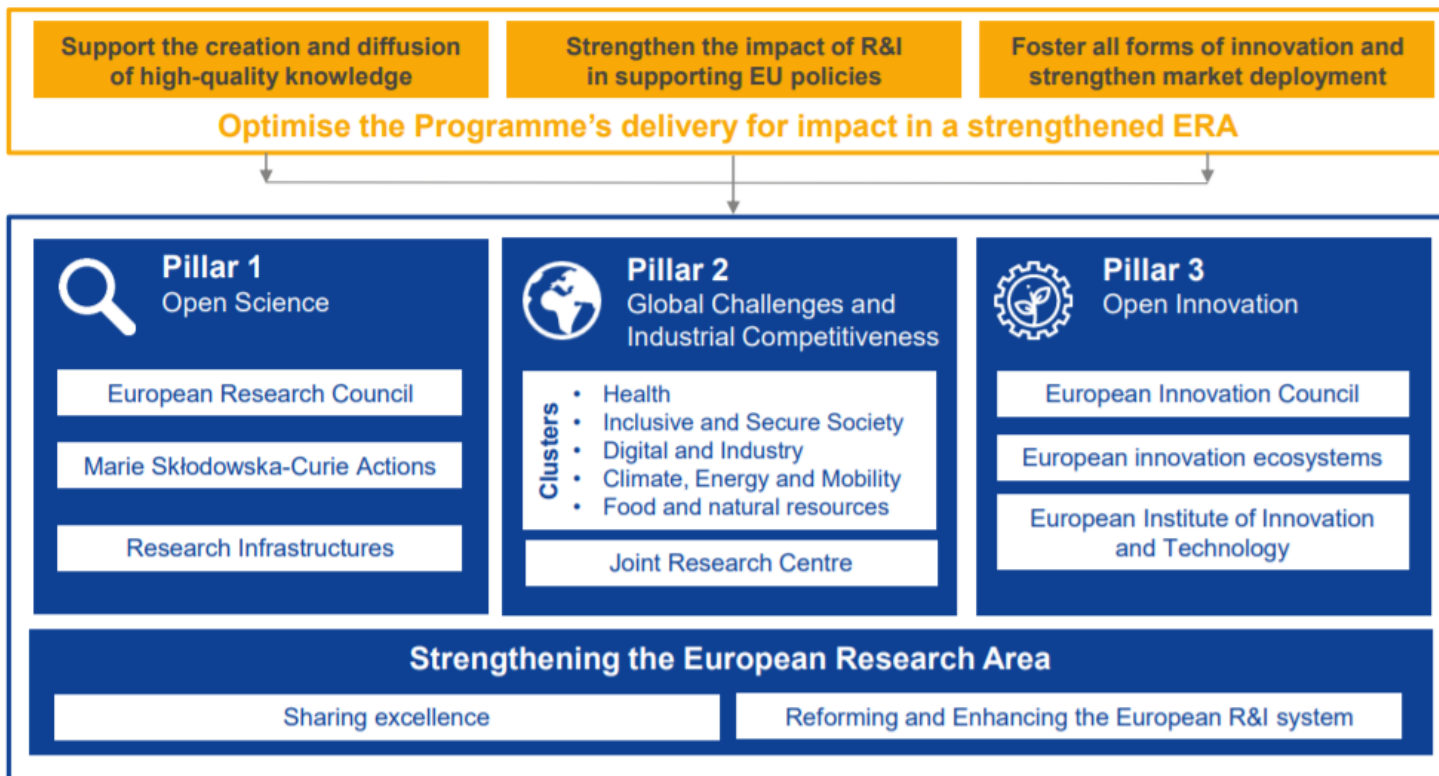 Support the creation and diffusion
of high-quality knowledge
Strengthen the impact of R&I
in supporting EU policies
Foster all forms of innovation and
strengthen market deployment
Optimise the Programme's delivery for impact in a strengthened ERA
Pillar 1
Open Science
European Research Council
Marie Skłodowska-Curie Actions
Research Infrastructures
Pillar 2
Global Challenges and
Industrial Competitiveness
Clusters
• Health
• Inclusive and Secure Society
• Digital and Industry
• Climate, Energy and Mobility
• Food and natural resources
Joint Research Centre
Pillar 3
Open Innovation
European Innovation Council
European innovation ecosystems
European Institute of Innovation
and Technology
Strengthening the European Research Area
Sharing excellence
Reforming and Enhancing the European R&I system